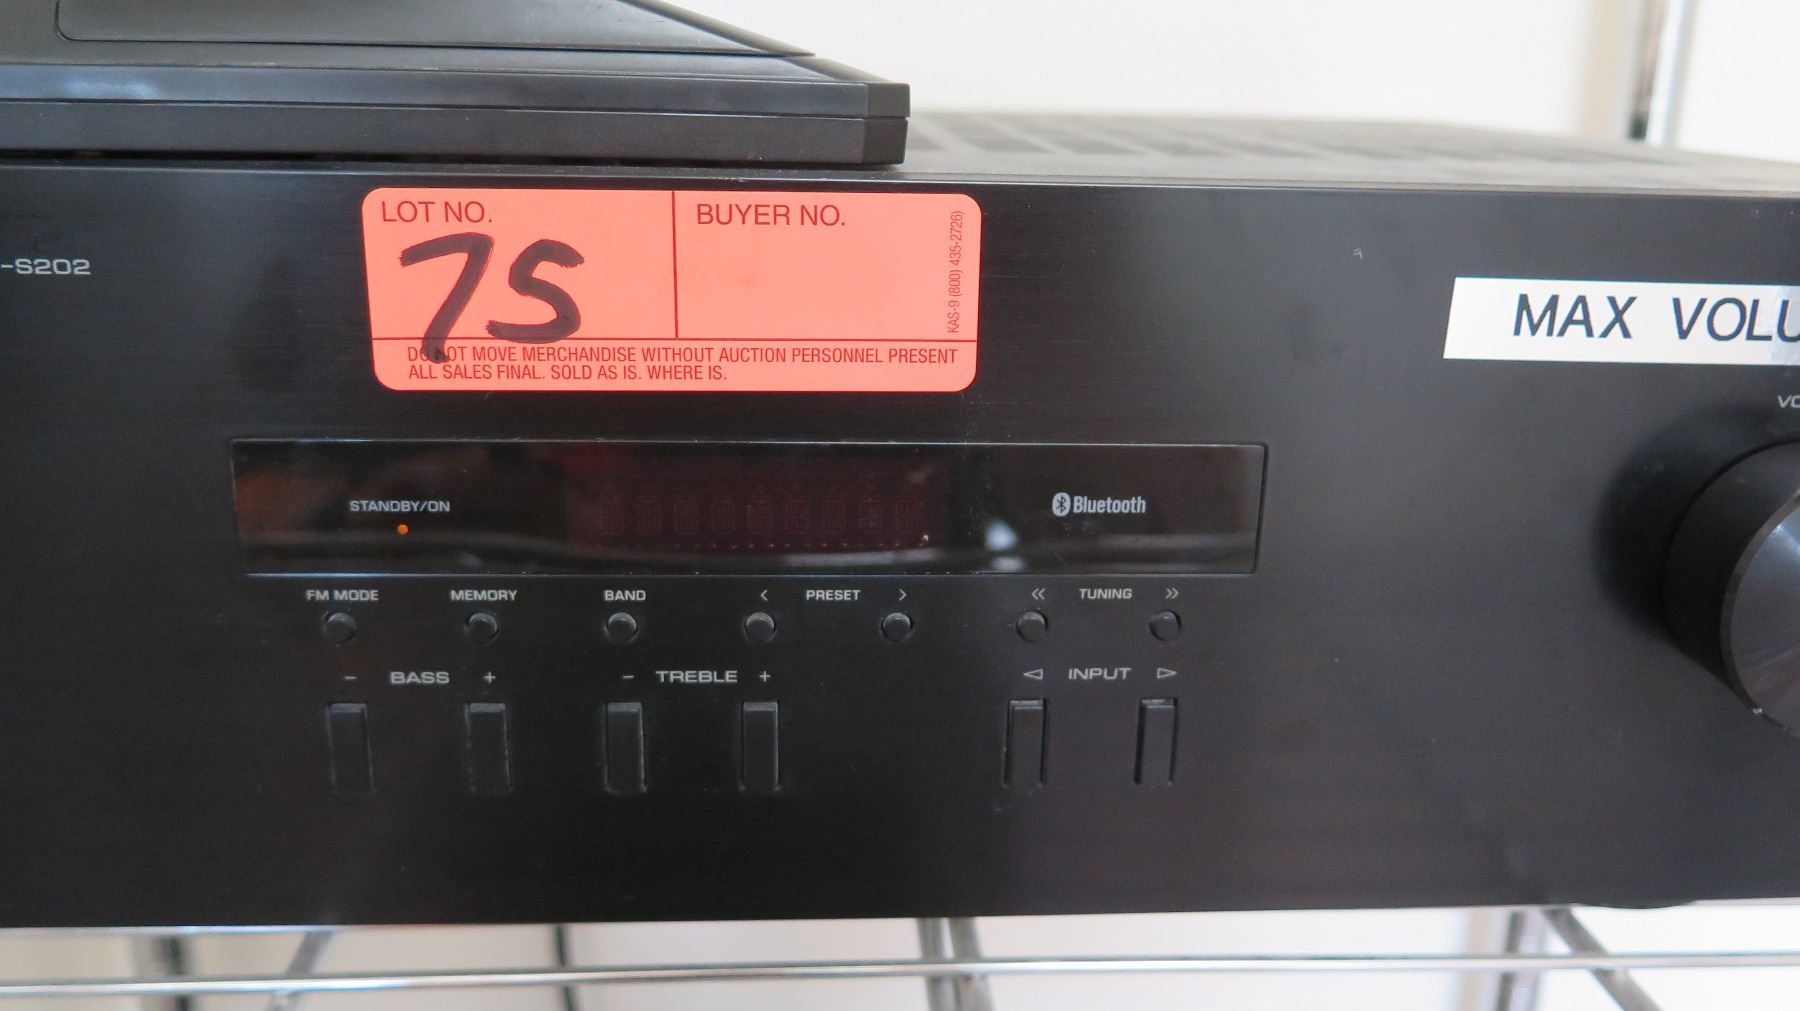 LOT NO.
75
BUYER NO.
KAS-9 (800) 435-2726)
DO NOT MOVE MERCHANDISE WITHOUT AUCTION PERSONNEL PRESENT
ALL SALES FINAL. SOLD AS IS. WHERE IS.
-S202
MAX VOLU
VO
STANDBY/ON
Bluetooth
FM MODE MEMORY BAND < PRESET > << TUNING >>
- BASS + - TREBLE + ◁ INPUT ▷